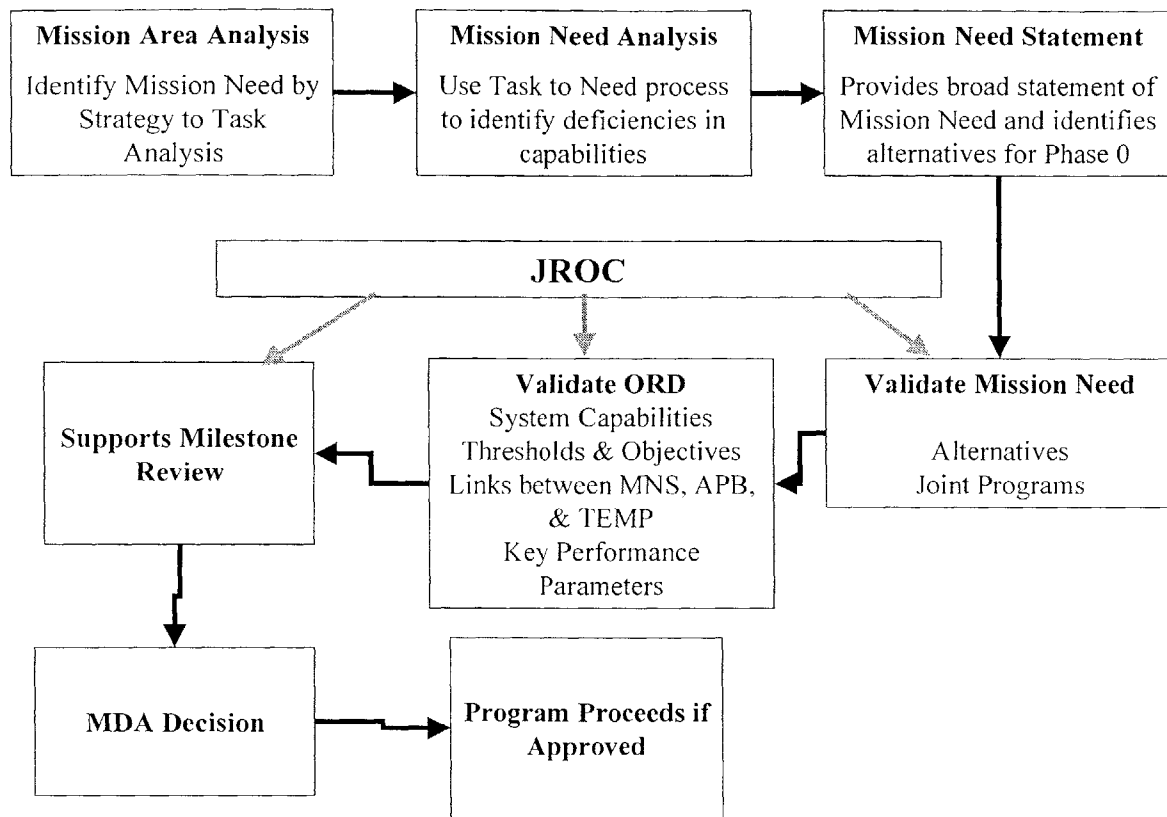 Mission Area Analysis
Identify Mission Need by
Strategy to Task
Analysis
Mission Need Analysis
Use Task to Need process
to identify deficiencies in
capabilities
Mission Need Statement
Provides broad statement of
Mission Need and identifies
alternatives for Phase 0
JROC
Supports Milestone
Review
Validate ORD
System Capabilities
Thresholds & Objectives
Links between MNS, APB,
& TEMP
Key Performance
Parameters
Validate Mission Need
Alternatives
Joint Programs
MDA Decision
Program Proceeds if
Approved